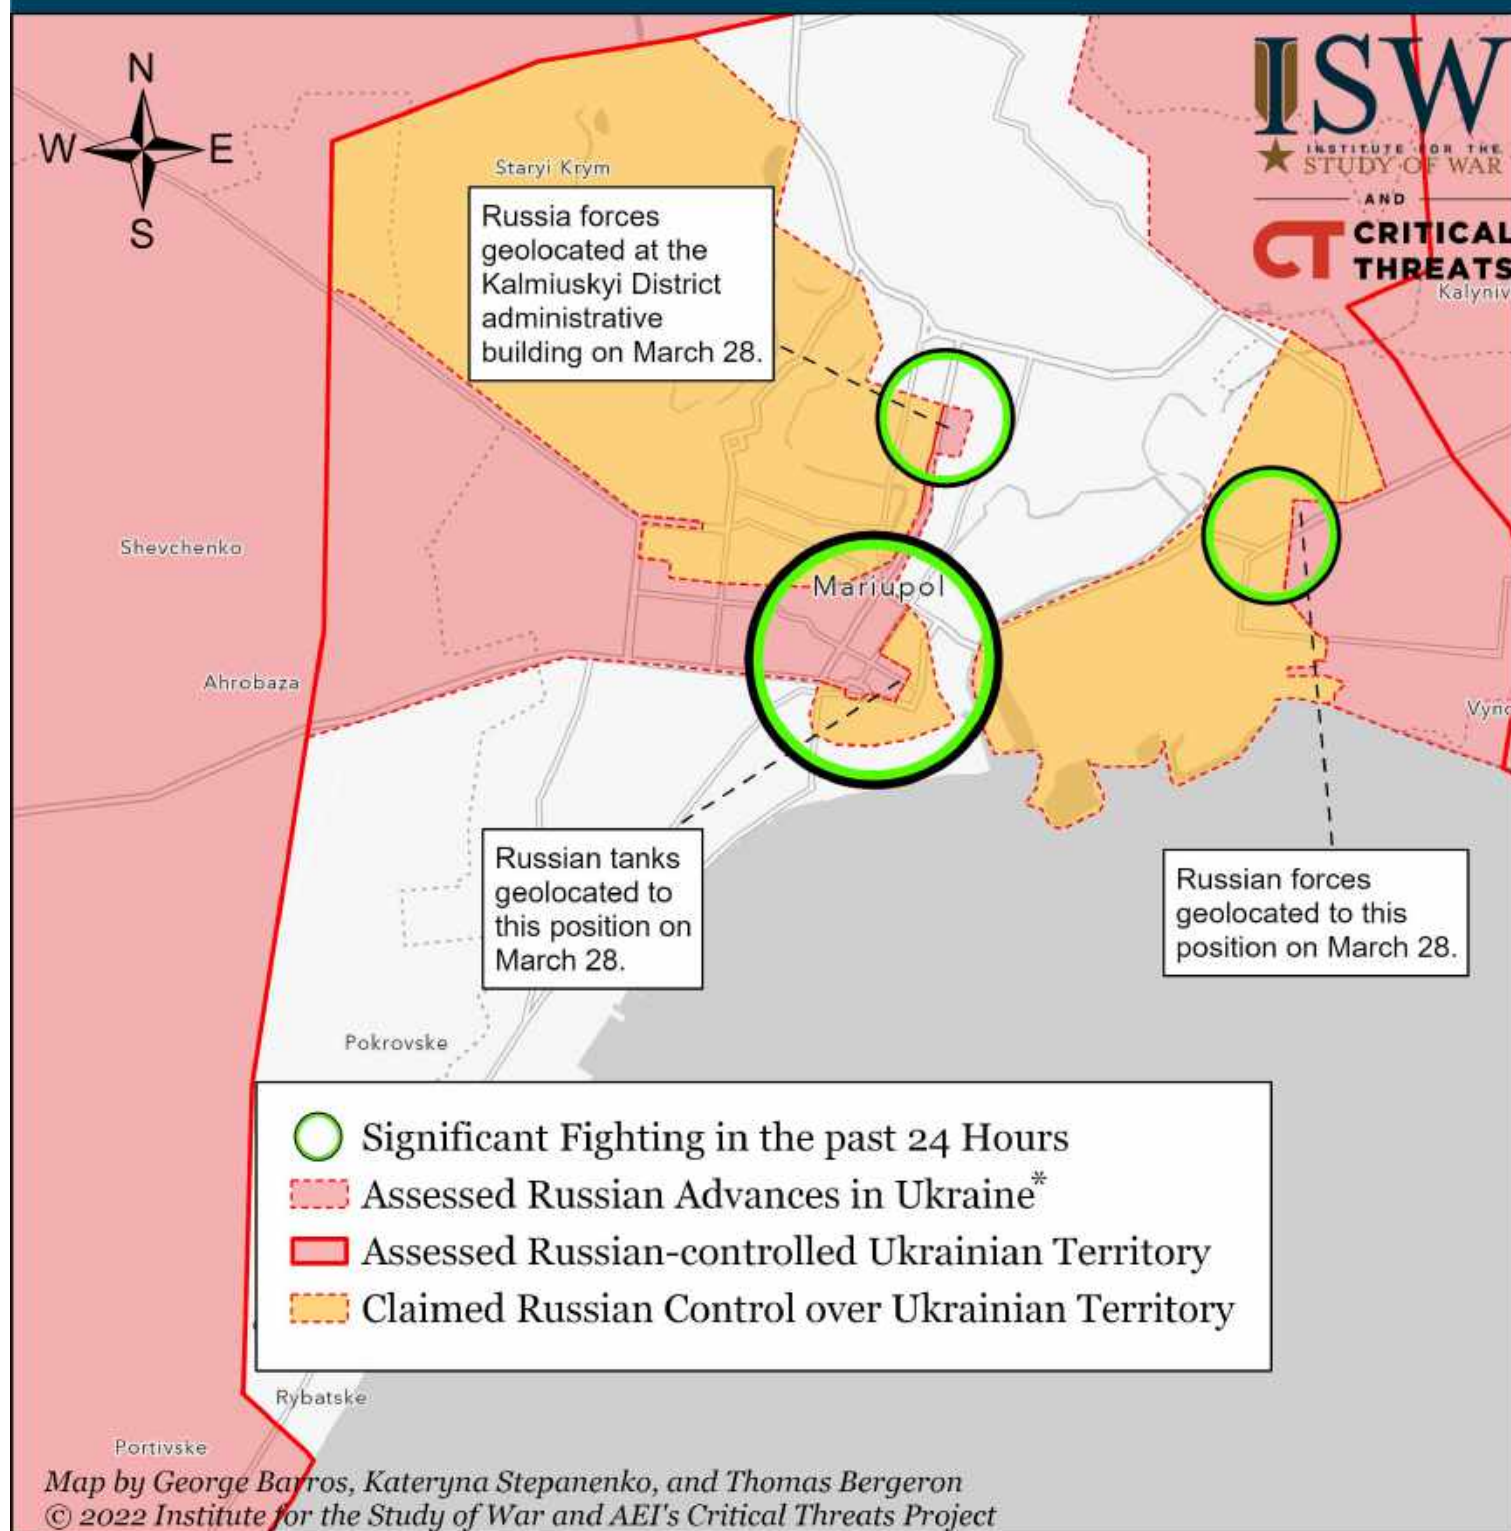 N
W E
S
ISW
INSTITUTE FOR THE
STUDY OF WAR
AND
CRITICAL
THREATS
Kalyniv
Staryi Krym
Russia forces
geolocated at the
Kalmiuskyi District
administrative
building on March 28.
Shevchenko
Mariupol
Ahrobaza
Vyno
Russian tanks
geolocated to
this position on
March 28.
Russian forces
geolocated to this
position on March 28.
Pokrovske
Significant Fighting in the past 24 Hours
Assessed Russian Advances in Ukraine*
Assessed Russian-controlled Ukrainian Territory
Claimed Russian Control over Ukrainian Territory
Rybatske
Portivske
Map by George Barros, Kateryna Stepanenko, and Thomas Bergeron
© 2022 Institute for the Study of War and AEI's Critical Threats Project